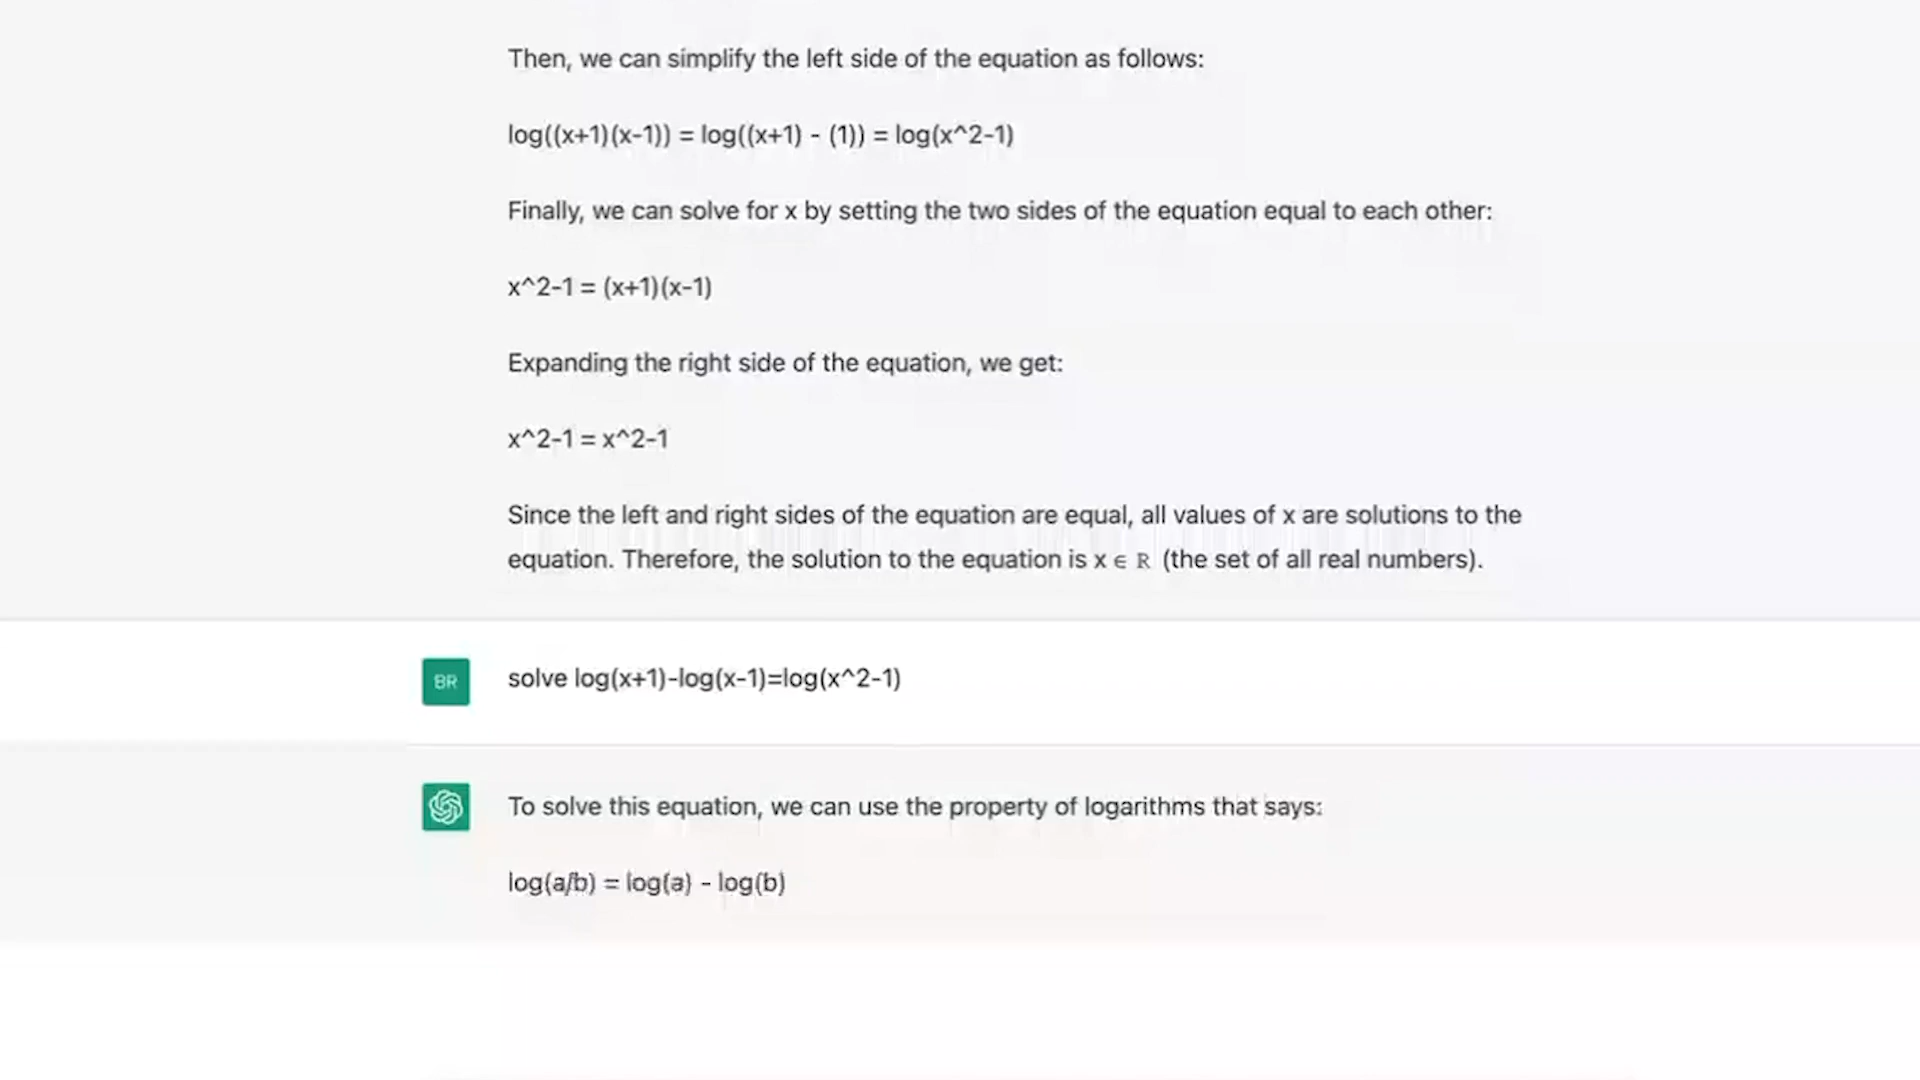 Then, we can simplify the left side of the equation as follows:
log((x+1)(x-1)) = log((x+1) - (1)) = log(x^2-1)
Finally, we can solve for x by setting the two sides of the equation equal to each other:
x^2-1 = (x+1)(x-1)
Expanding the right side of the equation, we get:
x^2-1 = x^2-1
Since the left and right sides of the equation are equal, all values of x are solutions to the
equation. Therefore, the solution to the equation is x ∈ ℝ (the set of all real numbers).
BR
solve log(x+1)-log(x-1)=log(x^2-1)
To solve this equation, we can use the property of logarithms that says:
log(a/b) = log(a) - log(b)